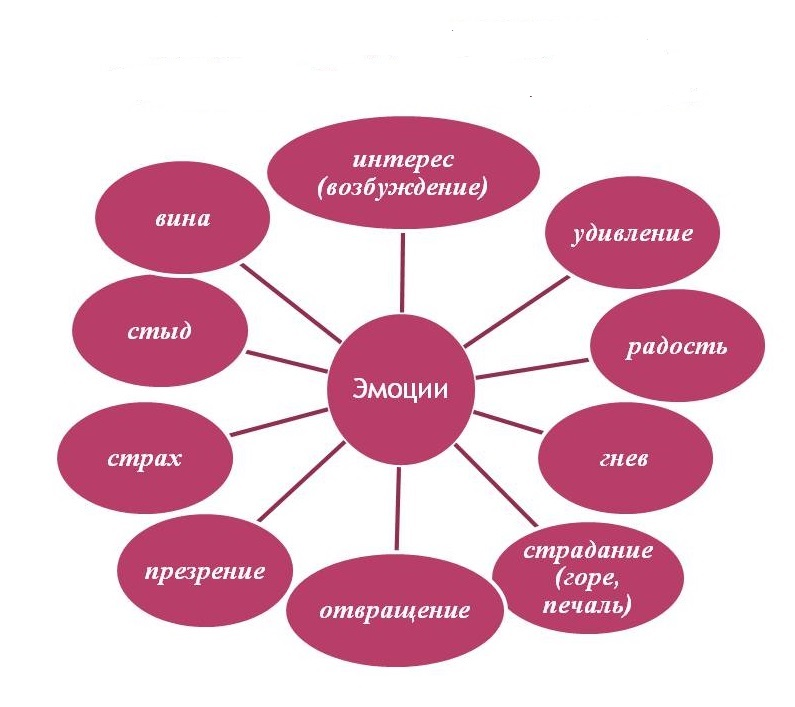 интерес
(возбуждение)
вина
удивление
стыд
радость
Эмоции
страх
гнев
презрение
страдание
(горе,
печаль)
отвращение